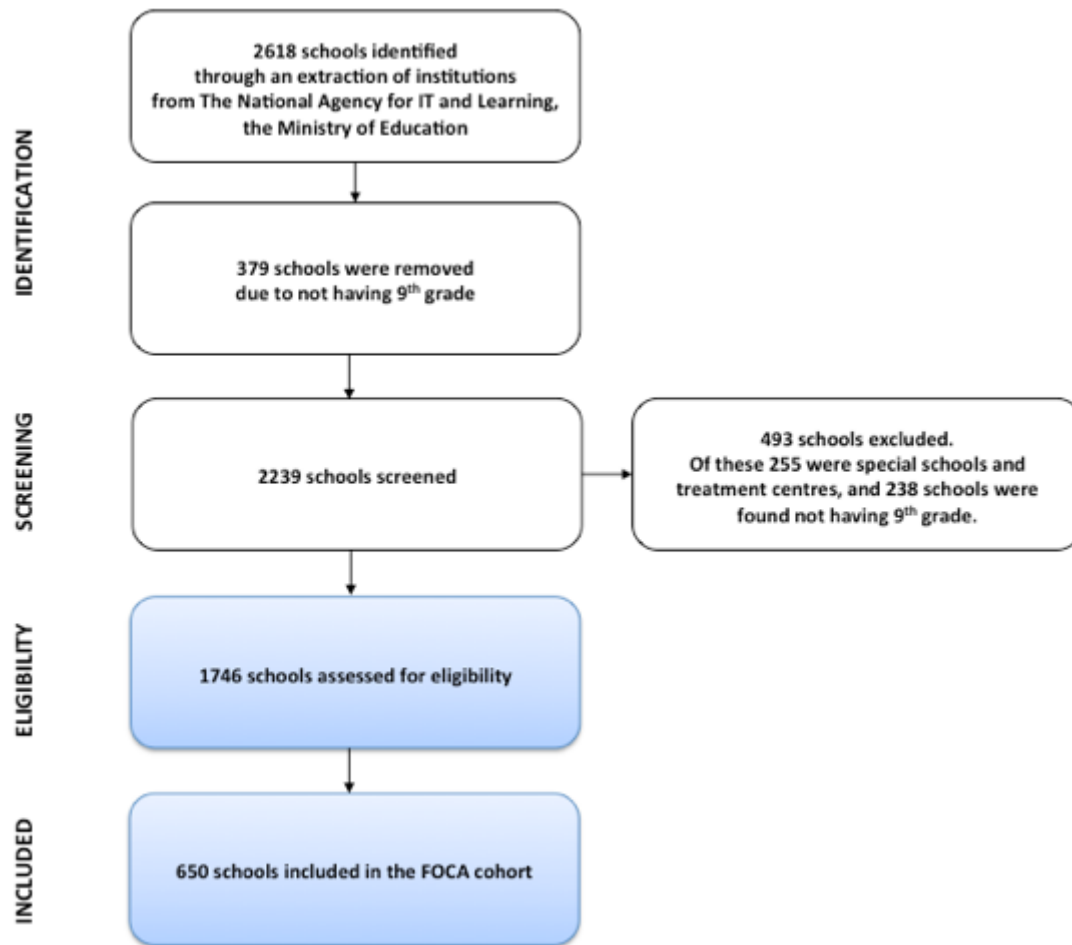 IDENTIFICATION
2618 schools identified
through an extraction of institutions
from The National Agency for IT and Learning,
the Ministry of Education
379 schools were removed
due to not having 9th grade
SCREENING
2239 schools screened
493 schools excluded.
Of these 255 were special schools and
treatment centres, and 238 schools were
found not having 9th grade.
ELIGIBILITY
1746 schools assessed for eligibility
INCLUDED
650 schools included in the FOCA cohort